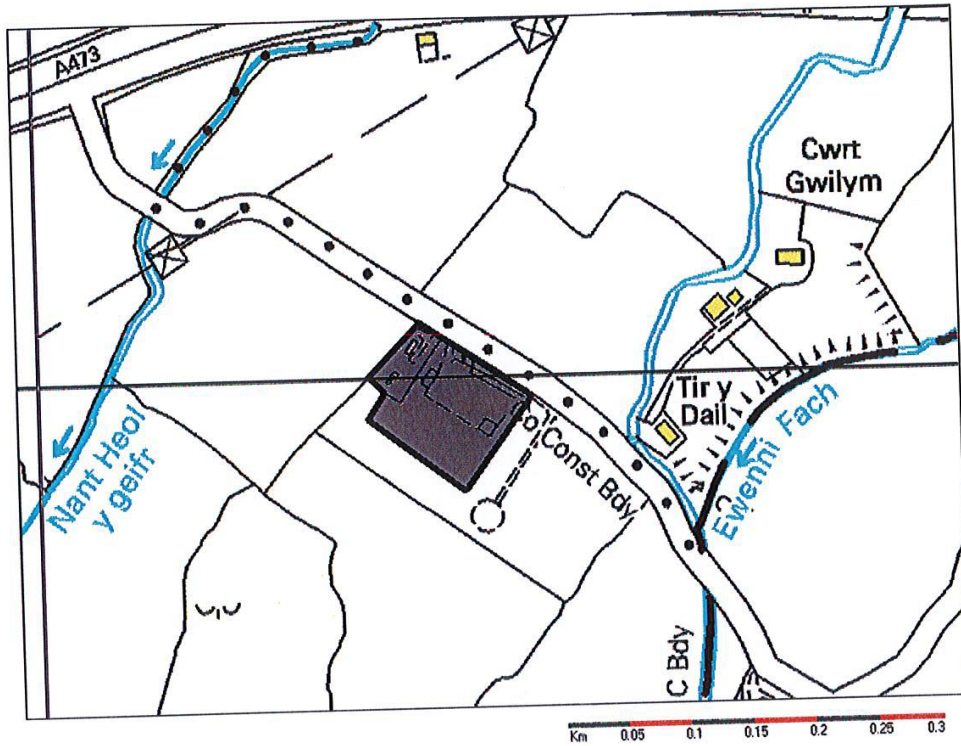 A473
Cwrt
Gwilym
Tir y
Dail
Co Const Bdy
Nant Heol
y geifr
Ewenni Fach
C Bdy
Km 0.05 0.1 0.15 0.2 0.25 0.3